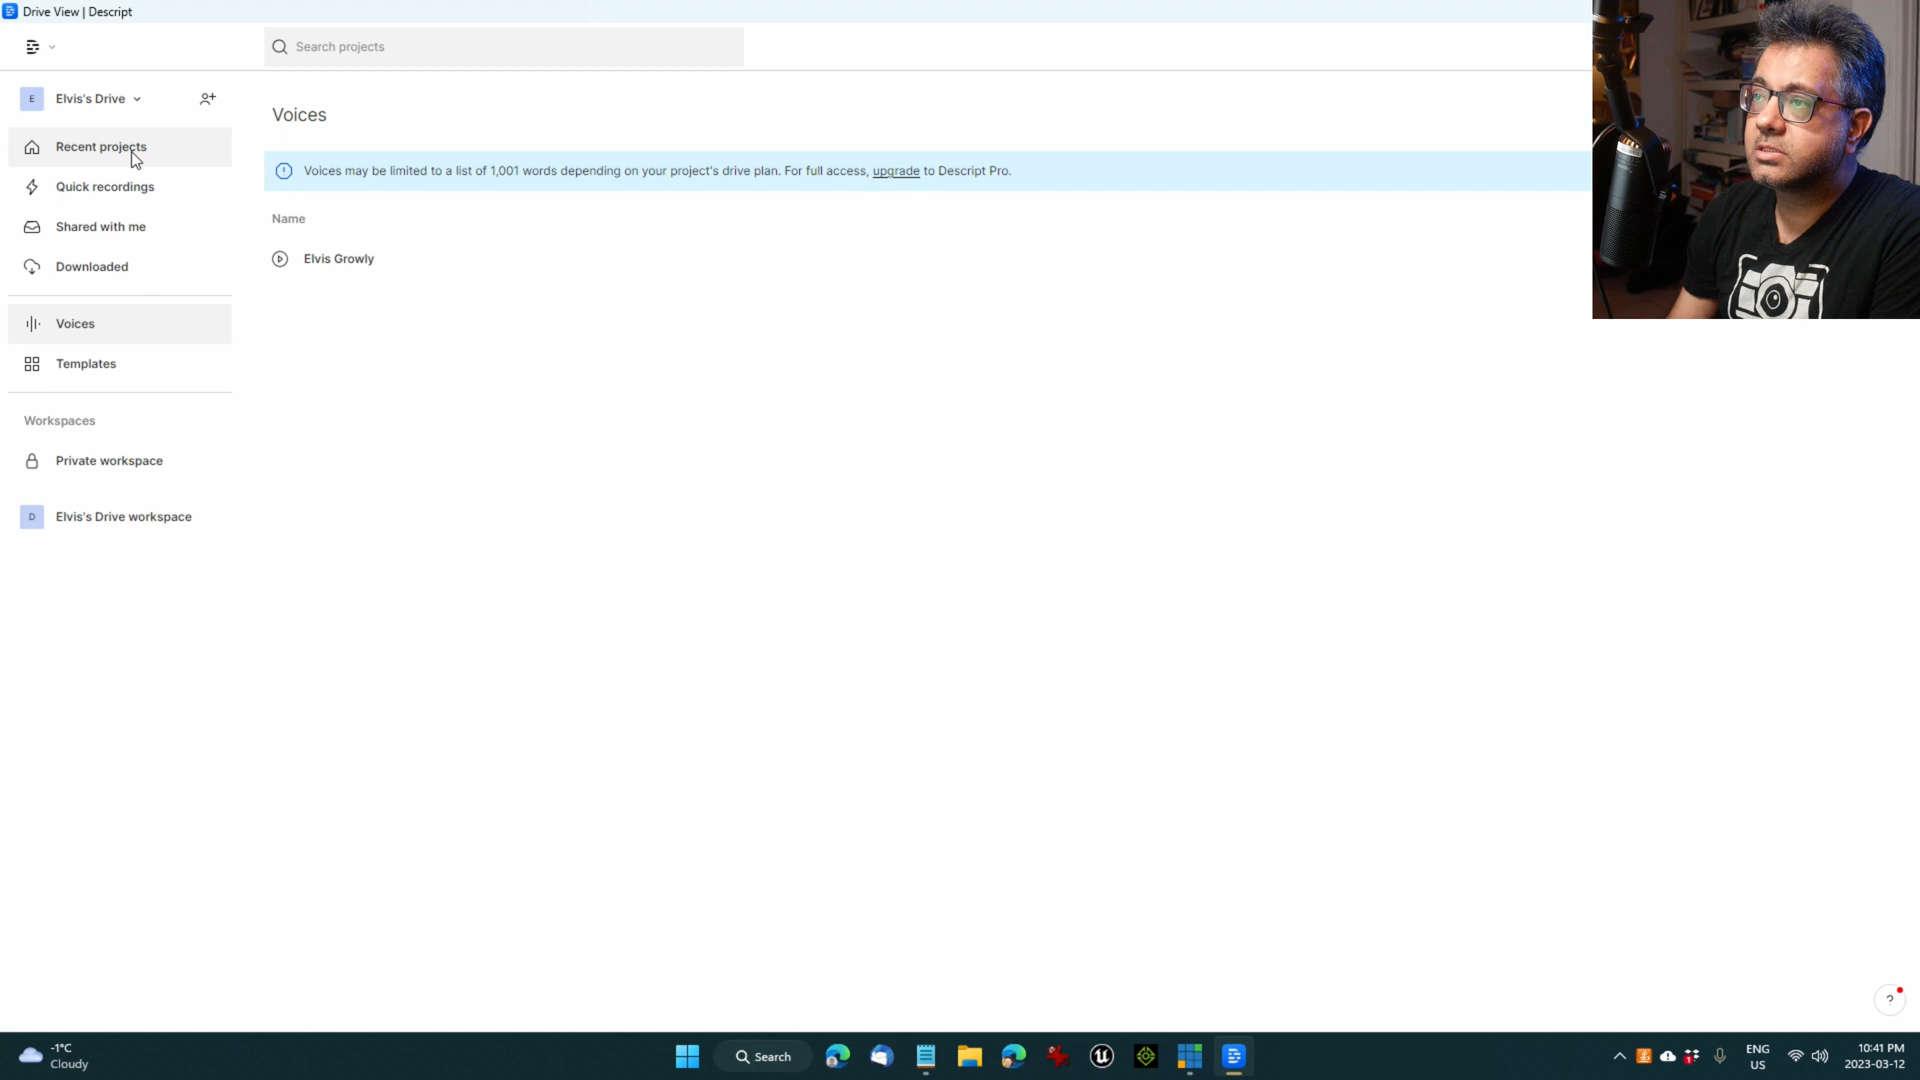 Drive View | Descript
Search projects
E Elvis's Drive
Recent projects
Quick recordings
Shared with me
Downloaded
Voices
Templates
Workspaces
Private workspace
D Elvis's Drive workspace
Voices
Voices may be limited to a list of 1,001 words depending on your project's drive plan. For full access, upgrade to Descript Pro.
Name
Elvis Growly
?
-1°C
Cloudy
Search
1
ENG
US
10:41 PM
2023-03-12